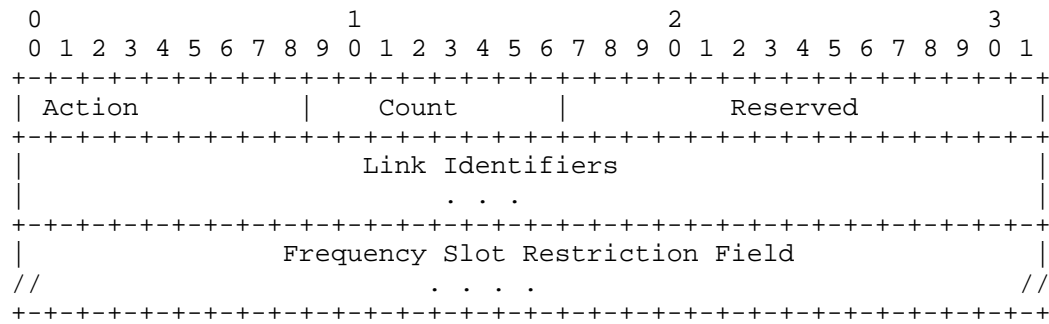 0                   1                   2                   3
 0 1 2 3 4 5 6 7 8 9 0 1 2 3 4 5 6 7 8 9 0 1 2 3 4 5 6 7 8 9 0 1
+-+-+-+-+-+-+-+-+-+-+-+-+-+-+-+-+-+-+-+-+-+-+-+-+-+-+-+-+-+-+-+-+
| Action          |    Count      |          Reserved           |
+-+-+-+-+-+-+-+-+-+-+-+-+-+-+-+-+-+-+-+-+-+-+-+-+-+-+-+-+-+-+-+-+
|                     Link Identifiers                          |
|                          . . .                                |
+-+-+-+-+-+-+-+-+-+-+-+-+-+-+-+-+-+-+-+-+-+-+-+-+-+-+-+-+-+-+-+-+
|                Frequency Slot Restriction Field               |
//                        . . . .                              //
+-+-+-+-+-+-+-+-+-+-+-+-+-+-+-+-+-+-+-+-+-+-+-+-+-+-+-+-+-+-+-+-+